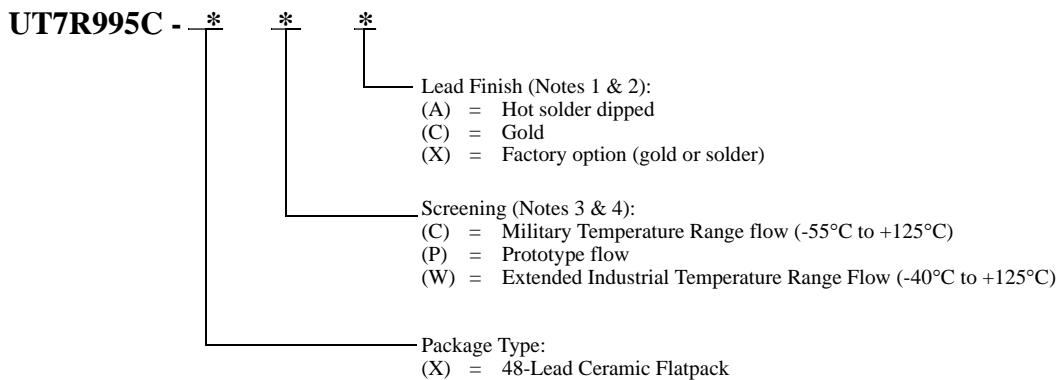 UT7R995C - * * *
Lead Finish (Notes 1 & 2):
(A) = Hot solder dipped
(C) = Gold
(X) = Factory option (gold or solder)
Screening (Notes 3 & 4):
(C) = Military Temperature Range flow (-55°C to +125°C)
(P) = Prototype flow
(W) = Extended Industrial Temperature Range Flow (-40°C to +125°C)
Package Type:
(X) = 48-Lead Ceramic Flatpack